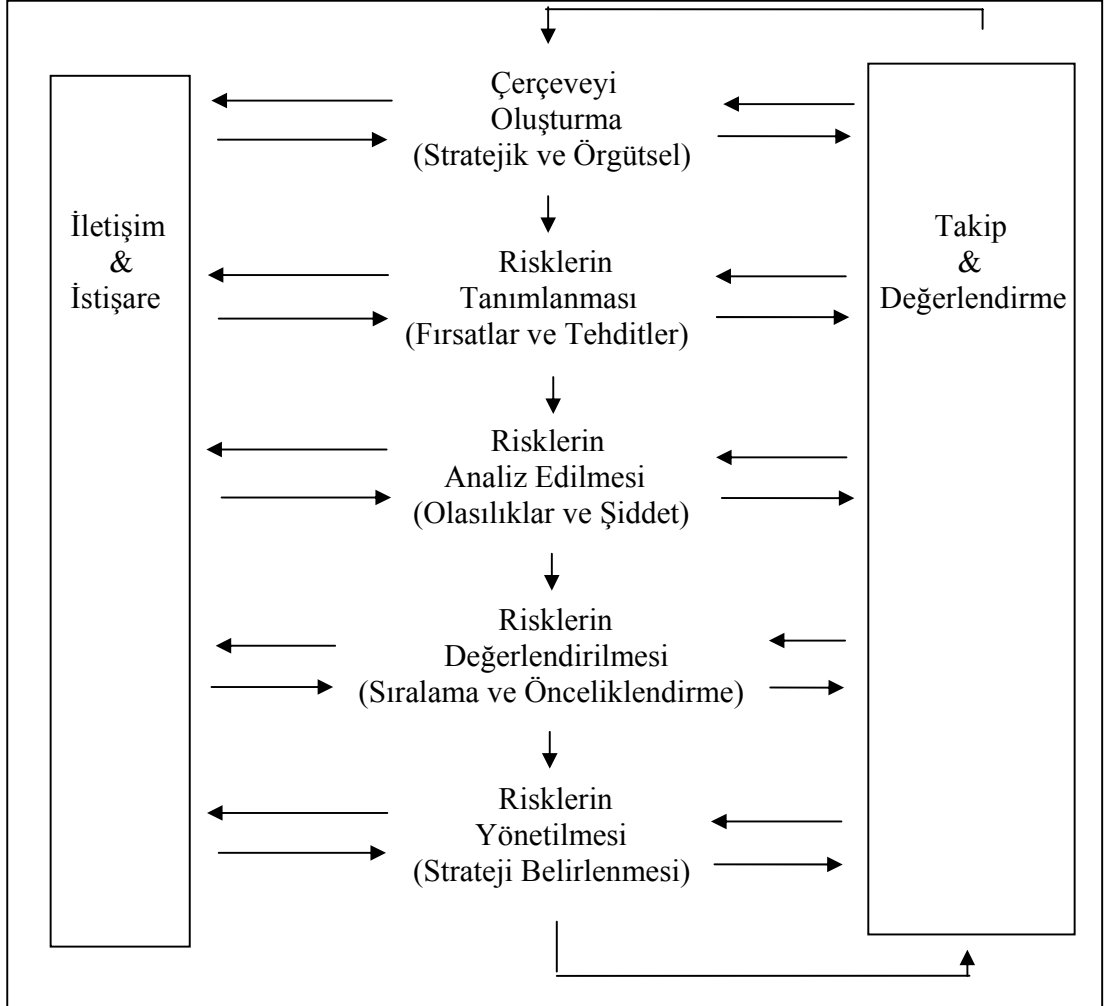 Çerçeveyi
Oluşturma
(Stratejik ve Örgütsel)
İletişim
&
İstişare
Takip
&
Değerlendirme
Risklerin
Tanımlanması
(Fırsatlar ve Tehditler)
Risklerin
Analiz Edilmesi
(Olasılıklar ve Şiddet)
Risklerin
Değerlendirilmesi
(Sıralama ve Önceliklendirme)
Risklerin
Yönetilmesi
(Strateji Belirlenmesi)